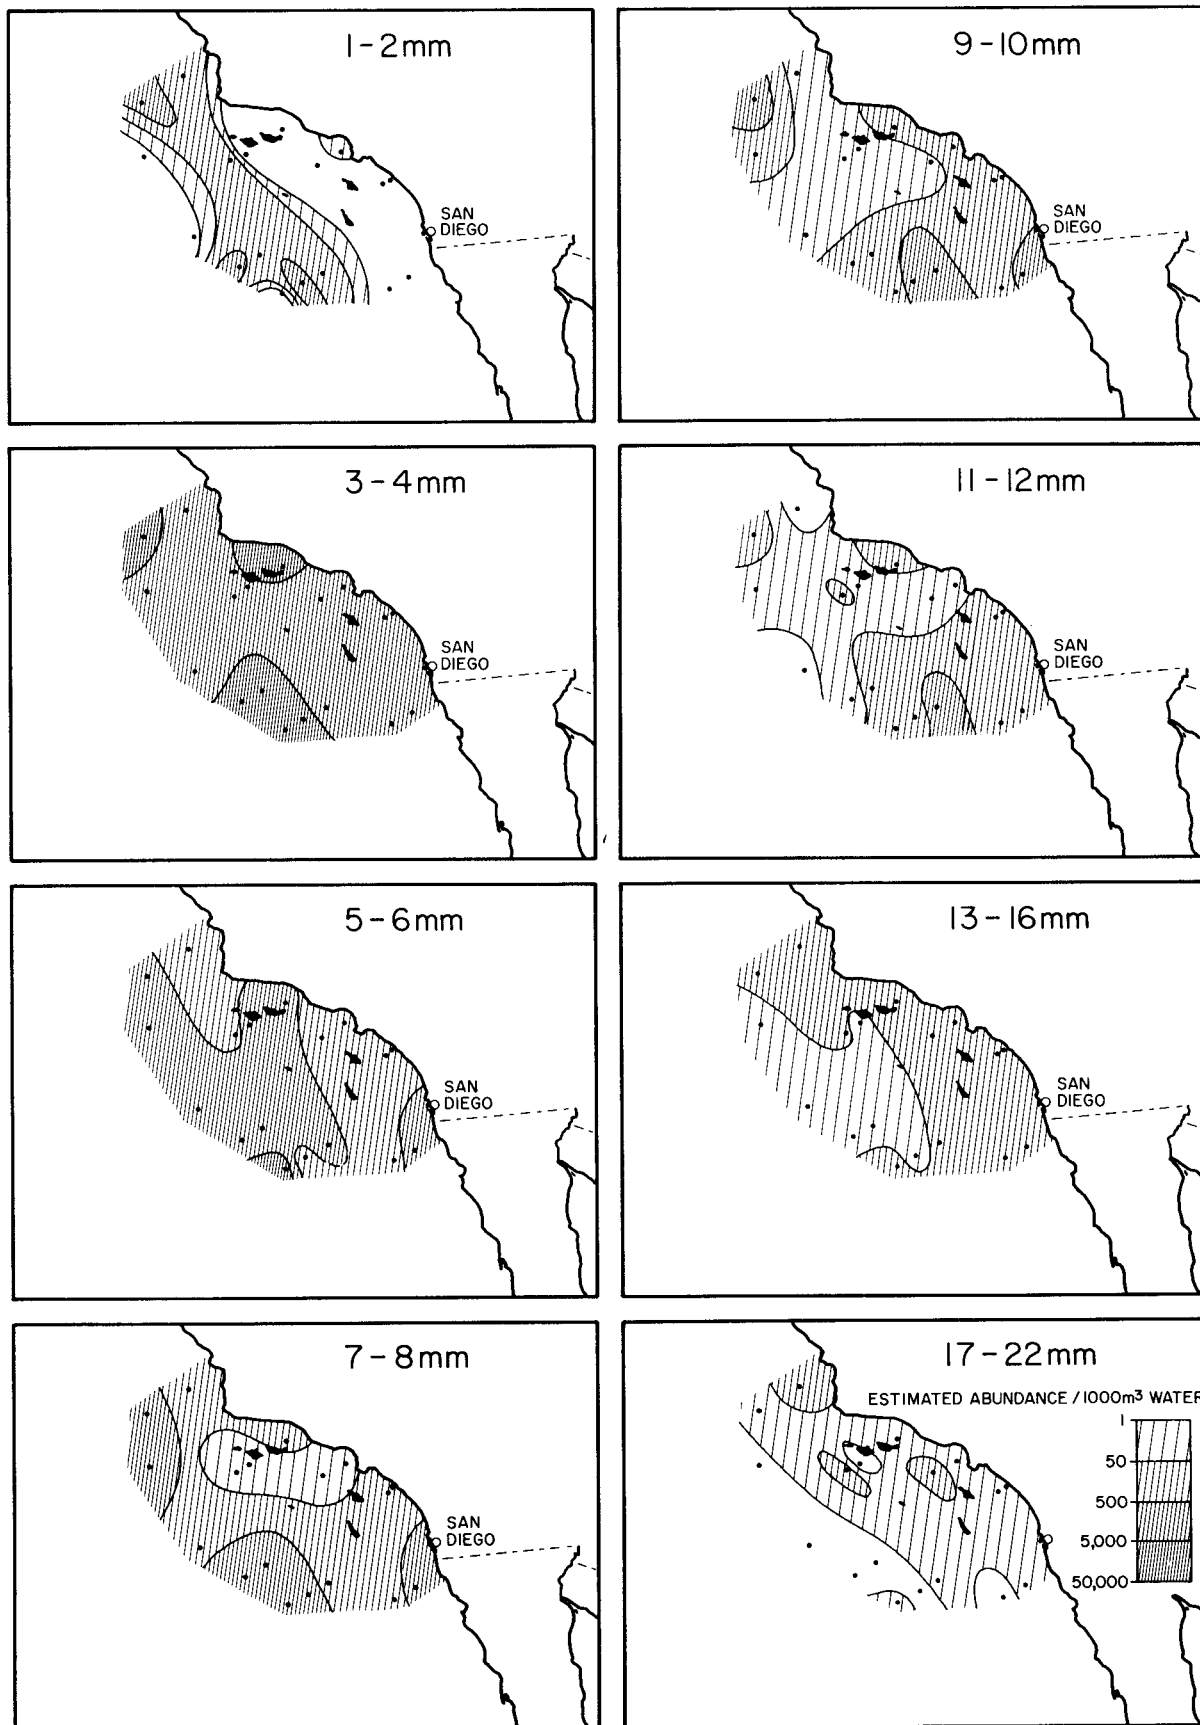 1-2mm
SAN
DIEGO
9-10mm
SAN
DIEGO
3-4mm
SAN
DIEGO
11-12mm
SAN
DIEGO
5-6mm
SAN
DIEGO
13-16mm
SAN
DIEGO
7-8mm
SAN
DIEGO
17-22mm
ESTIMATED ABUNDANCE/1000m³ WATER
1
50
500
5,000
50,000